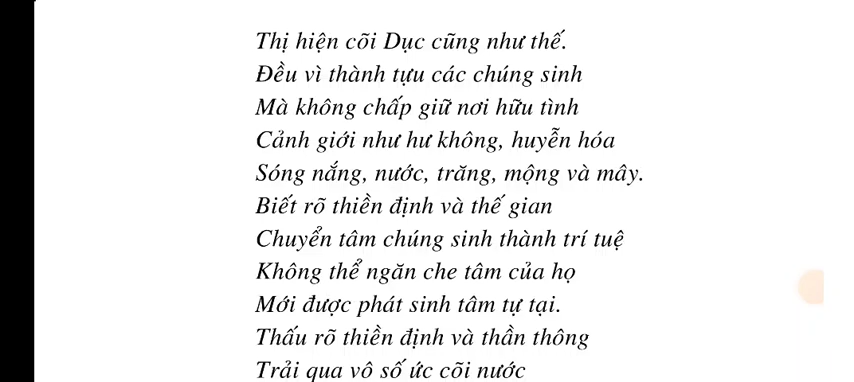 Thị hiện cõi Dục cũng như thế.
Đều vì thành tựu các chúng sinh
Mà không chấp giữ nơi hữu tình
Cảnh giới như hư không, huyễn hóa
Sóng nắng, nước, trăng, mộng và mây.
Biết rõ thiền định và thế gian
Chuyển tâm chúng sinh thành trí tuệ
Không thể ngăn che tâm của họ
Mới được phát sinh tâm tự tại.
Thấu rõ thiền định và thần thông
Trải qua vô số ức cõi nước